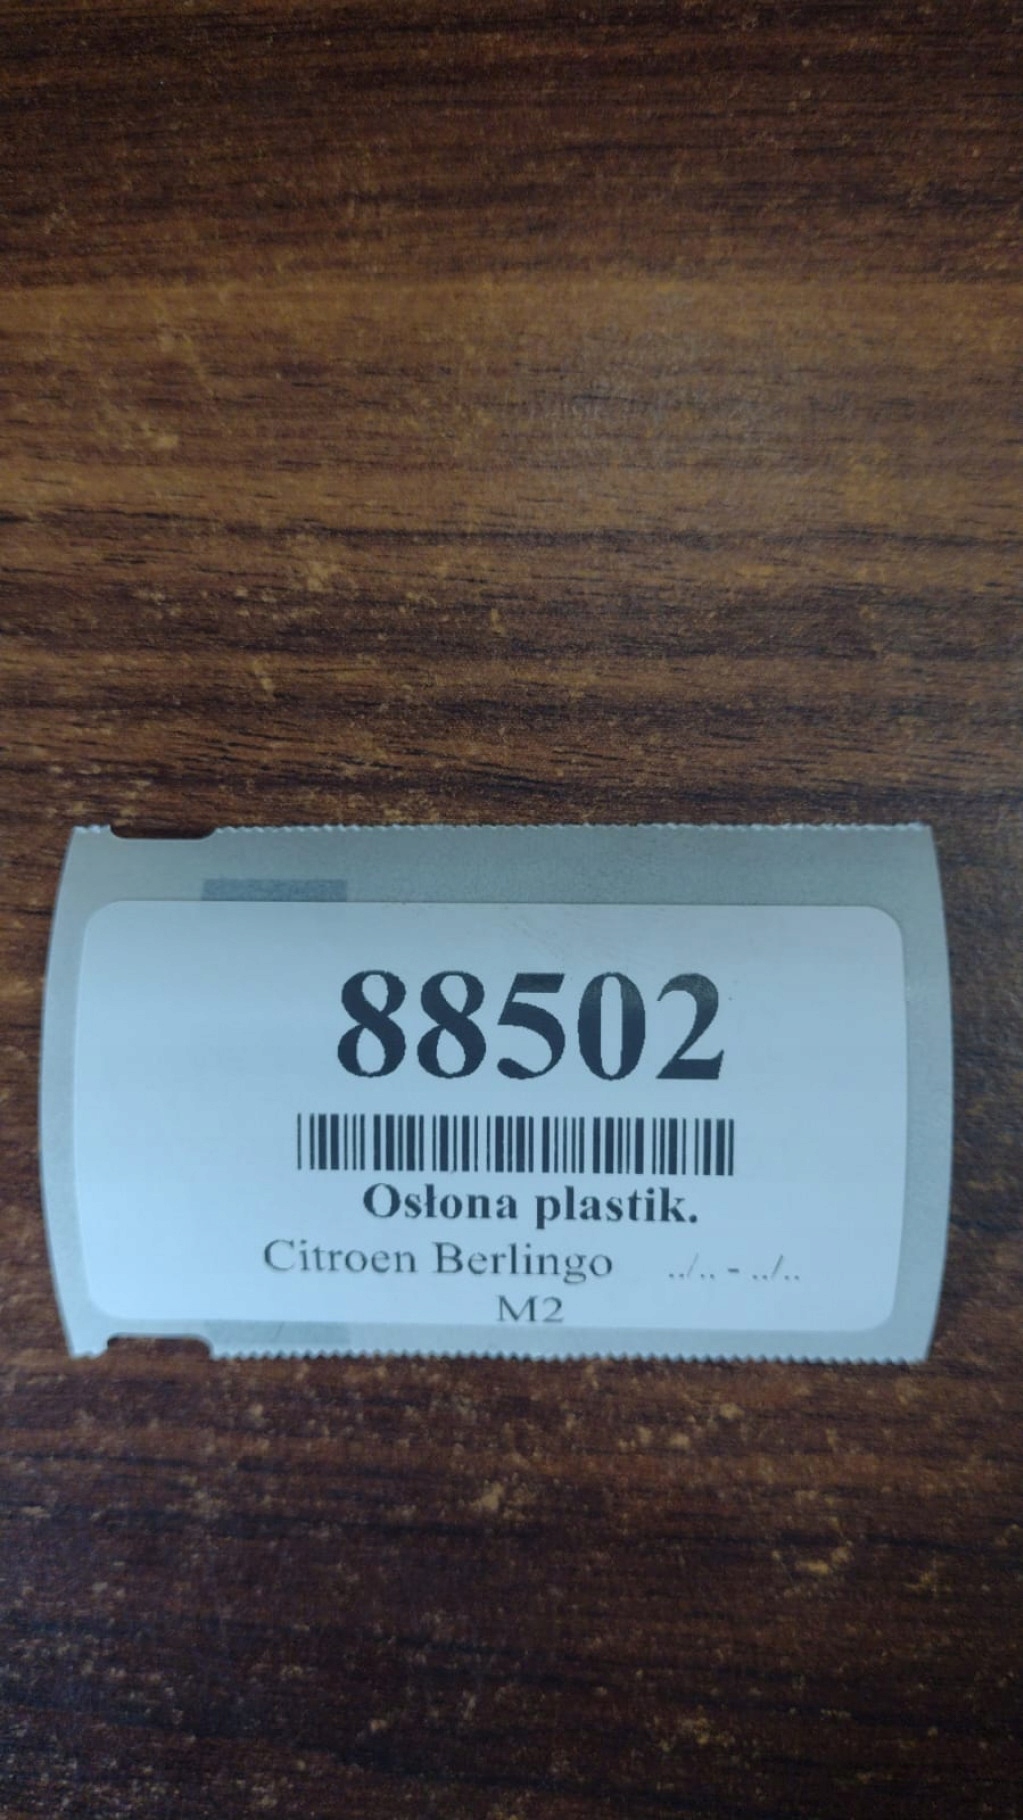 88502
Osłona plastik.
Citroen Berlingo ../.. - ../..
M2